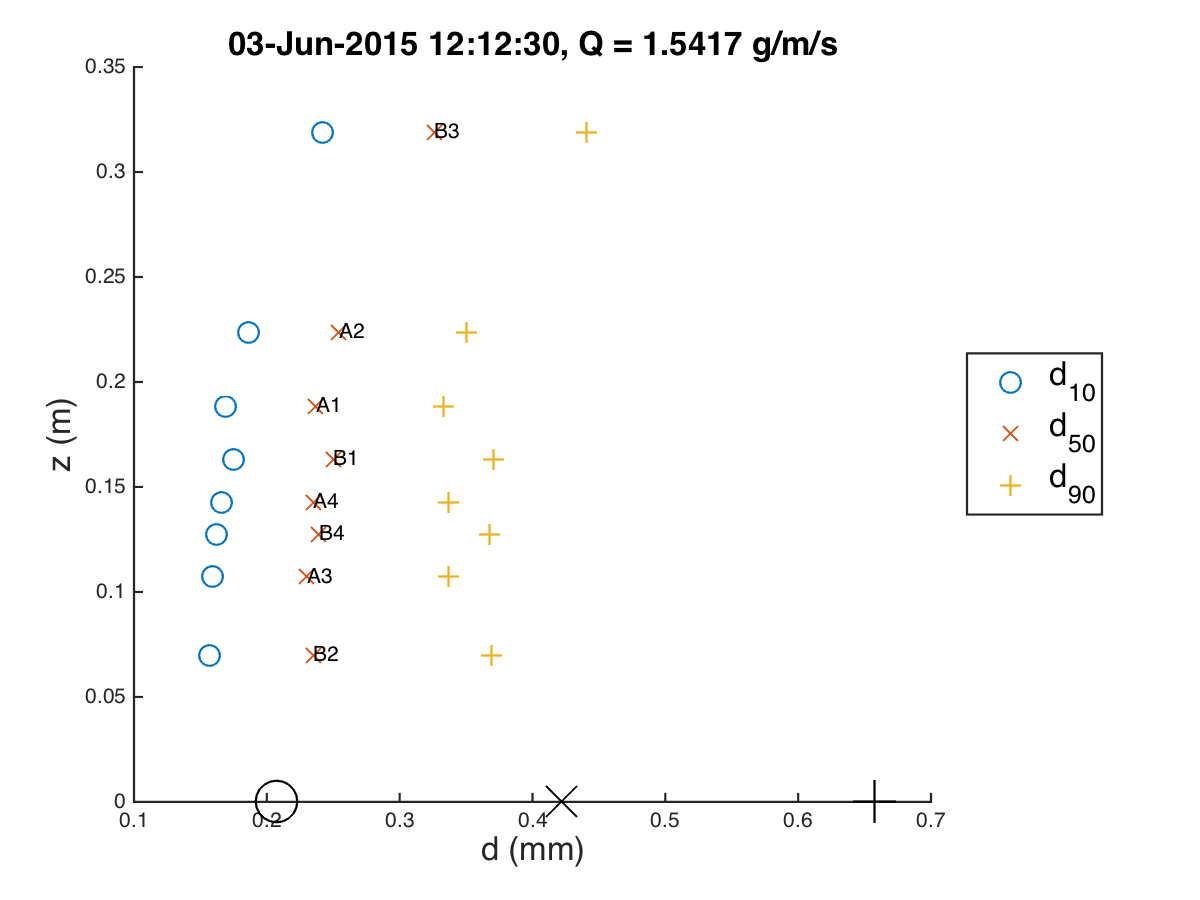 03-Jun-2015 12:12:30, Q = 1.5417 g/m/s
0.35
0.3
0.25
0.2
0.15
0.1
0.05
0
z (m)
B3
A2
A1
B1
A4
B4
A3
B2
d10
d50
d90
0.1 0.2 0.3 0.4 0.5 0.6 0.7
d (mm)